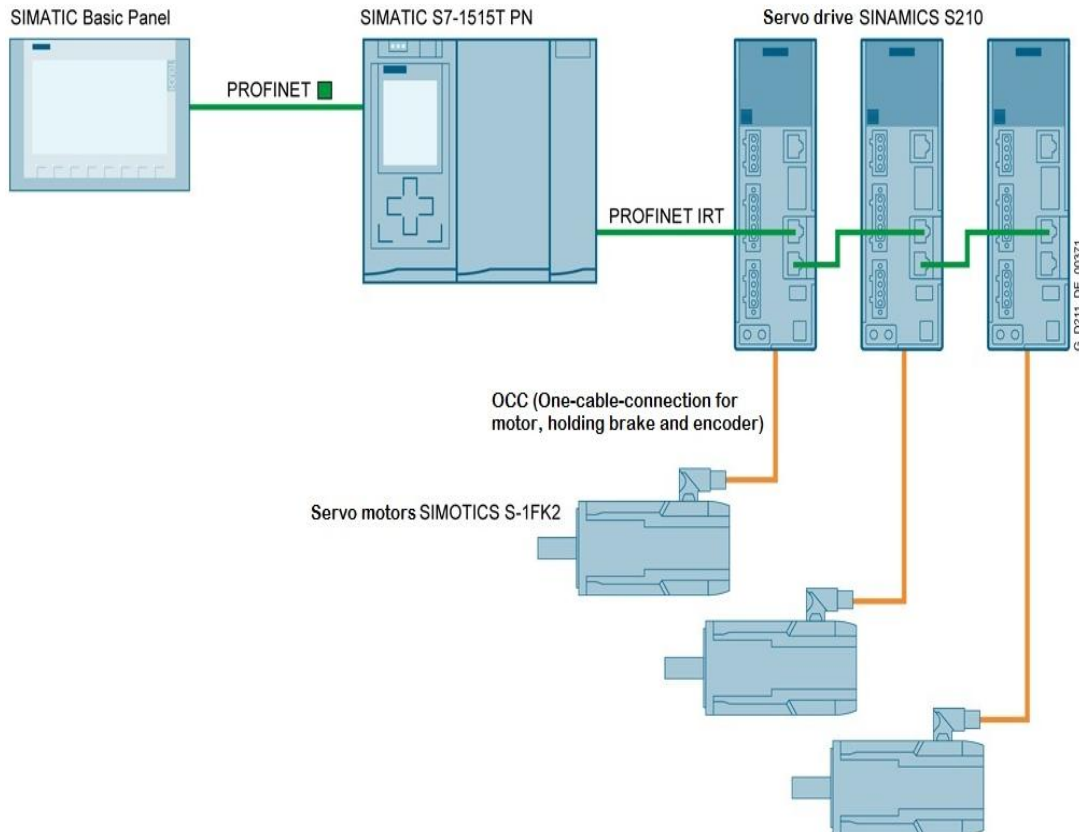 SIMATIC Basic Panel
SIMATIC S7-1515T PN
Servo drive SINAMICS S210
PROFINET
PROFINET IRT
G_D211_DE_00371
OCC (One-cable-connection for
motor, holding brake and encoder)
Servo motors SIMOTICS S-1FK2